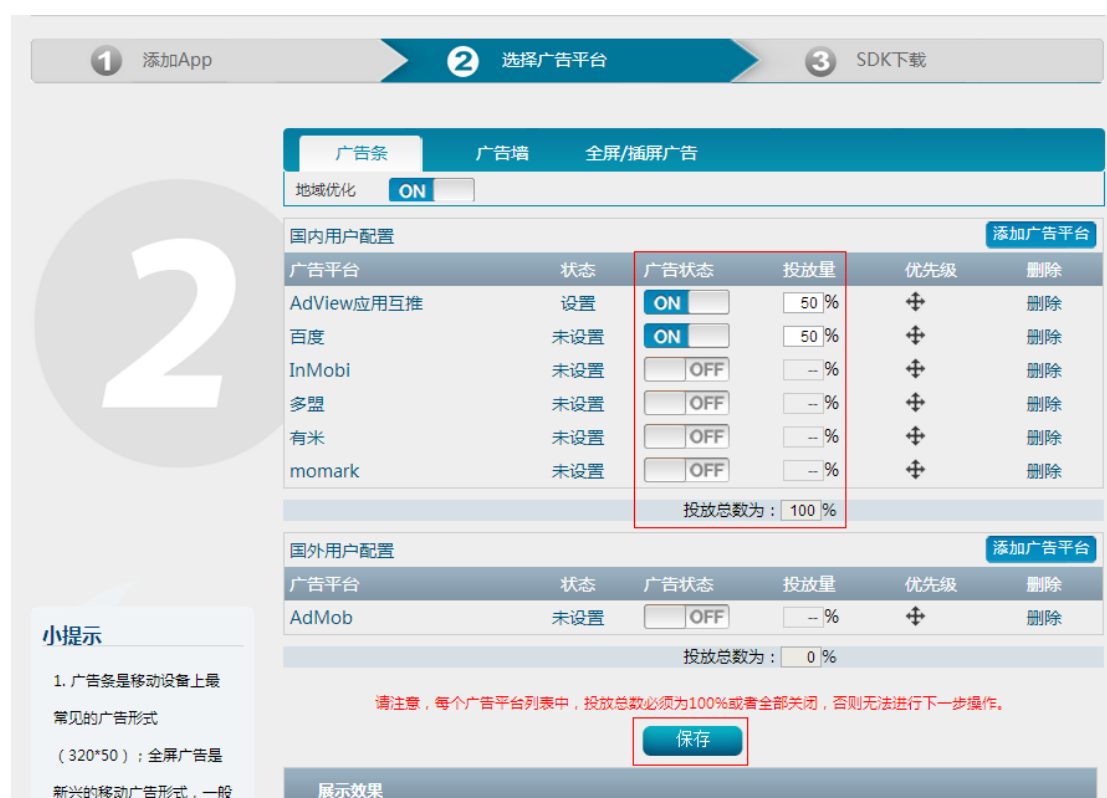 1 添加App 2 选择广告平台 3 SDK下载
广告条 广告墙 全屏/插屏广告
地域优化 ON
2
国内用户配置 添加广告平台
广告平台 状态 广告状态 投放量 优先级 删除
AdView应用互推 设置 ON 50 % 删除
百度 未设置 ON 50 % 删除
InMobi 未设置 OFF -- % 删除
多盟 未设置 OFF -- % 删除
有米 未设置 OFF -- % 删除
momark 未设置 OFF -- % 删除
投放总数为： 100 %
国外用户配置 添加广告平台
广告平台 状态 广告状态 投放量 优先级 删除
AdMob 未设置 OFF -- % 删除
投放总数为： 0 %
请注意，每个广告平台列表中，投放总数必须为100%或者全部关闭，否则无法进行下一步操作。
保存
展示效果
小提示
1. 广告条是移动设备上最
常见的广告形式
（320*50）；全屏广告是
新兴的移动广告形式，一般